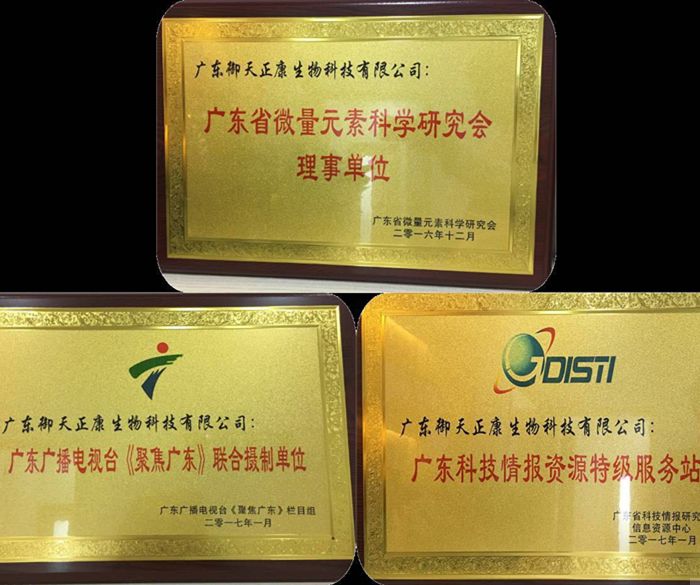 广东御天正康生物科技有限公司：
广东省微量元素科学研究会
理事单位
广东省微量元素科学研究会
二零一六年十二月
广东御天正康生物科技有限公司：
广东广播电视台《聚焦广东》联合摄制单位
广东广播电视台《聚焦广东》栏目组
二零一七年一月
GDISTI
广东御天正康生物科技有限公司：
广东科技情报资源特级服务站
广东省科技情报研究
信息资源中心
二零一七年一月